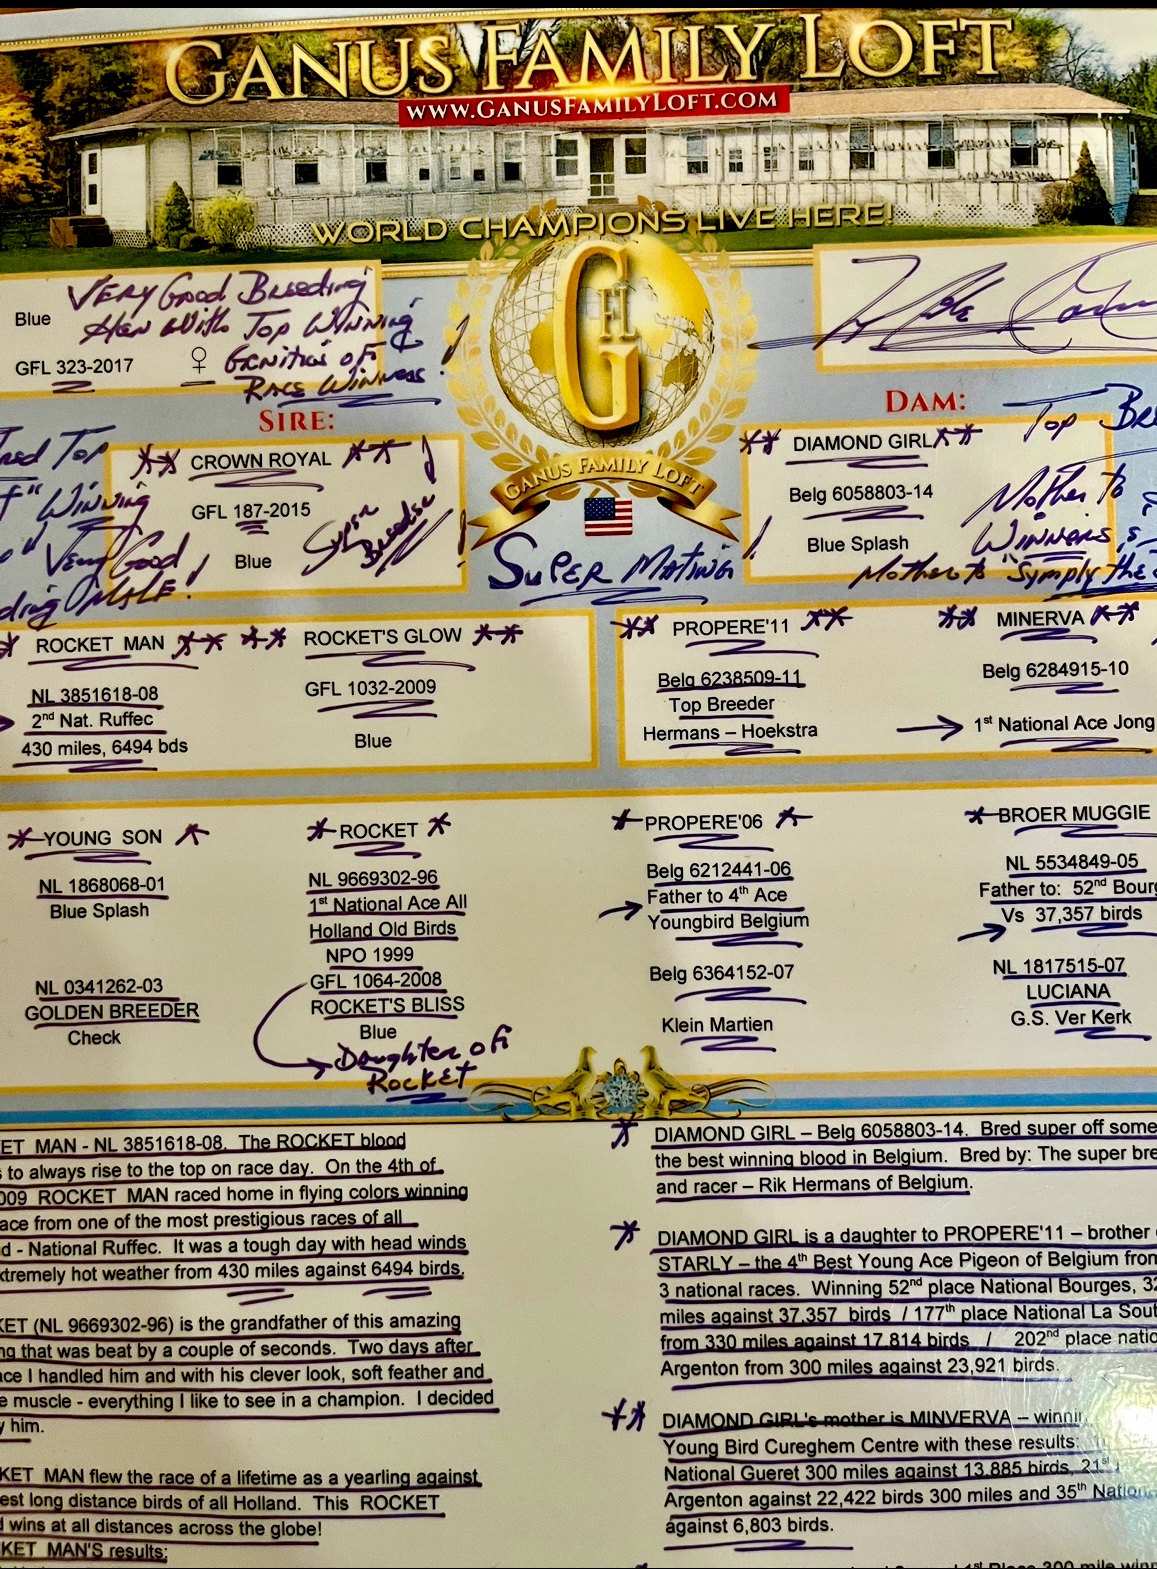 GANUS FAMILY LOFT
WWW.GANUSFAMILYLOFT.COM
WORLD CHAMPIONS LIVE HERE!
GFL
GANUS FAMILY LOFT
Blue
GFL 323-2017 ♀
VERY Good BREEding
HEN With Top WINNING
GENITICS OF
RACE WINNERS!
SIRE:
** CROWN ROYAL ** !
GFL 187-2015
Blue
Super
Breeder!
Top
WINNING
Very Good
MALE!
SUPER MATING!
DAM:
** DIAMOND GIRL **
Belg 6058803-14
Blue Splash
Top
Mother to
WINNERS &
Mother to "Symply the
* ROCKET MAN **
NL 3851618-08
2nd Nat. Ruffec
430 miles, 6494 bds
** ROCKET'S GLOW **
GFL 1032-2009
Blue
** PROPERE'11 **
Belg 6238509-11
Top Breeder
Hermans – Hoekstra
** MINERVA **
Belg 6284915-10
1st National Ace Jong
* YOUNG SON *
NL 1868068-01
Blue Splash
NL 0341262-03
GOLDEN BREEDER
Check
* ROCKET *
NL 9669302-96
1st National Ace All
Holland Old Birds
NPO 1999
GFL 1064-2008
ROCKET'S BLISS
Blue
Daughter of
ROCKET
* PROPERE'06 *
Belg 6212441-06
Father to 4th Ace
Youngbird Belgium
Belg 6364152-07
Klein Martien
* BROER MUGGIE
NL 5534849-05
Father to: 52nd Bourg
Vs 37,357 birds
NL 1817515-07
LUCIANA
G.S. Ver Kerk
ET MAN - NL 3851618-08. The ROCKET blood
s to always rise to the top on race day. On the 4th of
009 ROCKET MAN raced home in flying colors winning
ace from one of the most prestigious races of all
d - National Ruffec. It was a tough day with head winds
xtremely hot weather from 430 miles against 6494 birds.
KET (NL 9669302-96) is the grandfather of this amazing
ng that was beat by a couple of seconds. Two days after
ace I handled him and with his clever look, soft feather and
e muscle - everything I like to see in a champion. I decided
y him.
KET MAN flew the race of a lifetime as a yearling against
est long distance birds of all Holland. This ROCKET
d wins at all distances across the globe!
KET MAN'S results:
* DIAMOND GIRL – Belg 6058803-14. Bred super off some
the best winning blood in Belgium. Bred by: The super bre
and racer – Rik Hermans of Belgium.
* DIAMOND GIRL is a daughter to PROPERE'11 – brother
STARLY – the 4th Best Young Ace Pigeon of Belgium from
3 national races. Winning 52nd place National Bourges, 32
miles against 37,357 birds / 177th place National La Sout
from 330 miles against 17,814 birds / 202nd place natio
Argenton from 300 miles against 23,921 birds.
** DIAMOND GIRL's mother is MINVERVA – winni
Young Bird Cureghem Centre with these results:
National Gueret 300 miles against 13,885 birds, 21st
Argenton against 22,422 birds 300 miles and 35th Nation
against 6,803 birds.
1st Place 300 mile winn